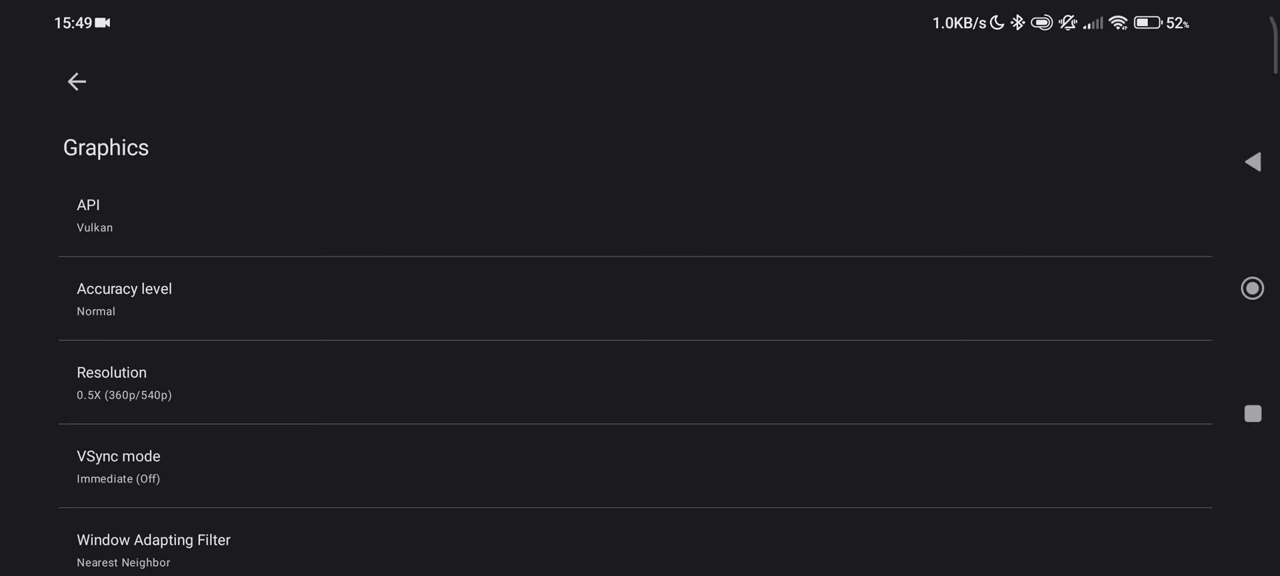 15:49 1.0KB/s 52%
Graphics
API
Vulkan
Accuracy level
Normal
Resolution
0.5X (360p/540p)
VSync mode
Immediate (Off)
Window Adapting Filter
Nearest Neighbor